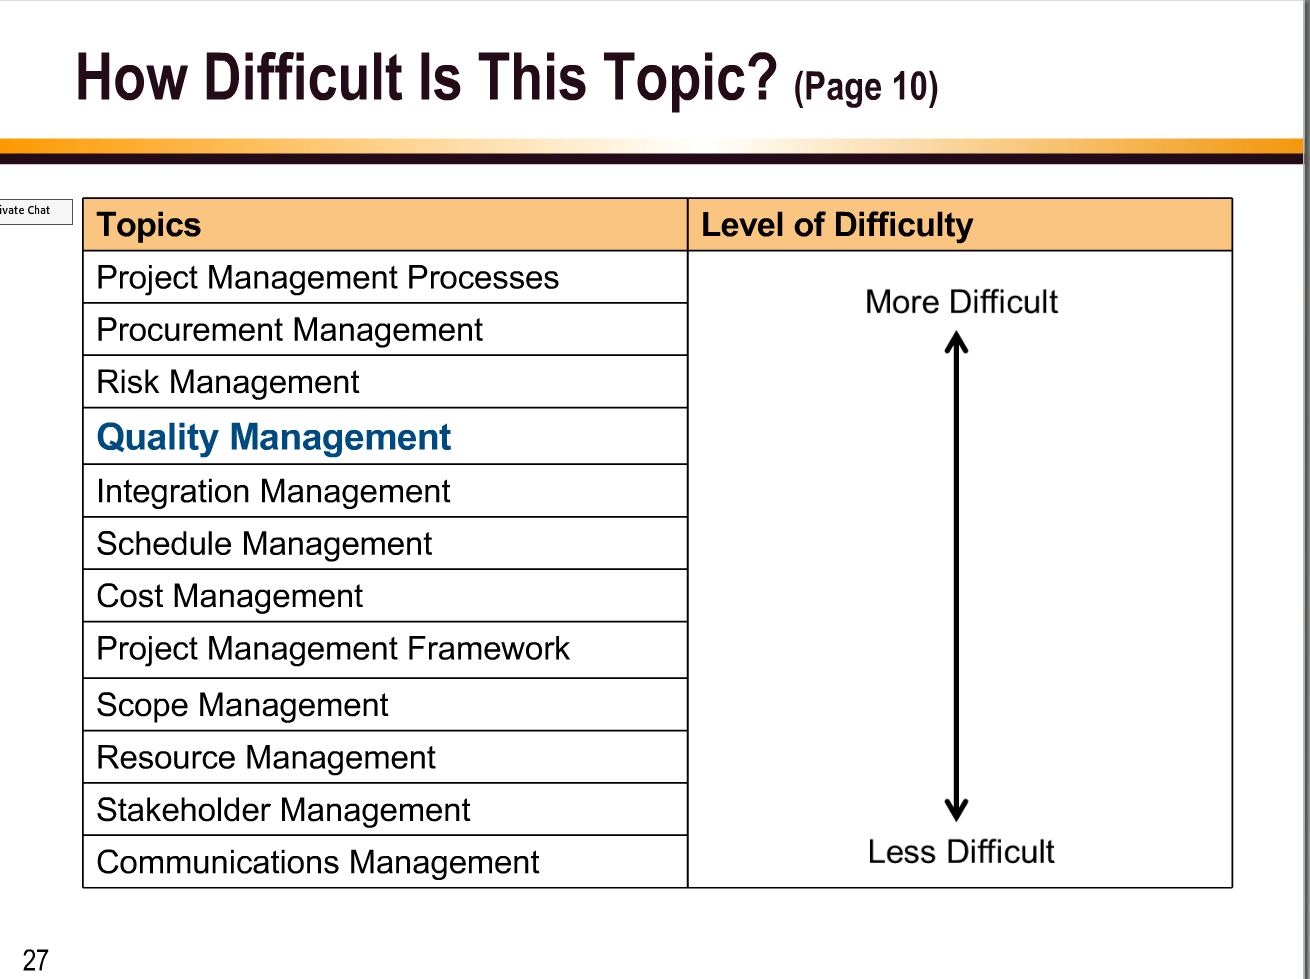 How Difficult Is This Topic? (Page 10)
ivate Chat
Topics
Level of Difficulty
Project Management Processes
More Difficult
Procurement Management
Risk Management
Quality Management
Integration Management
Schedule Management
Cost Management
Project Management Framework
Scope Management
Resource Management
Stakeholder Management
Less Difficult
Communications Management
27